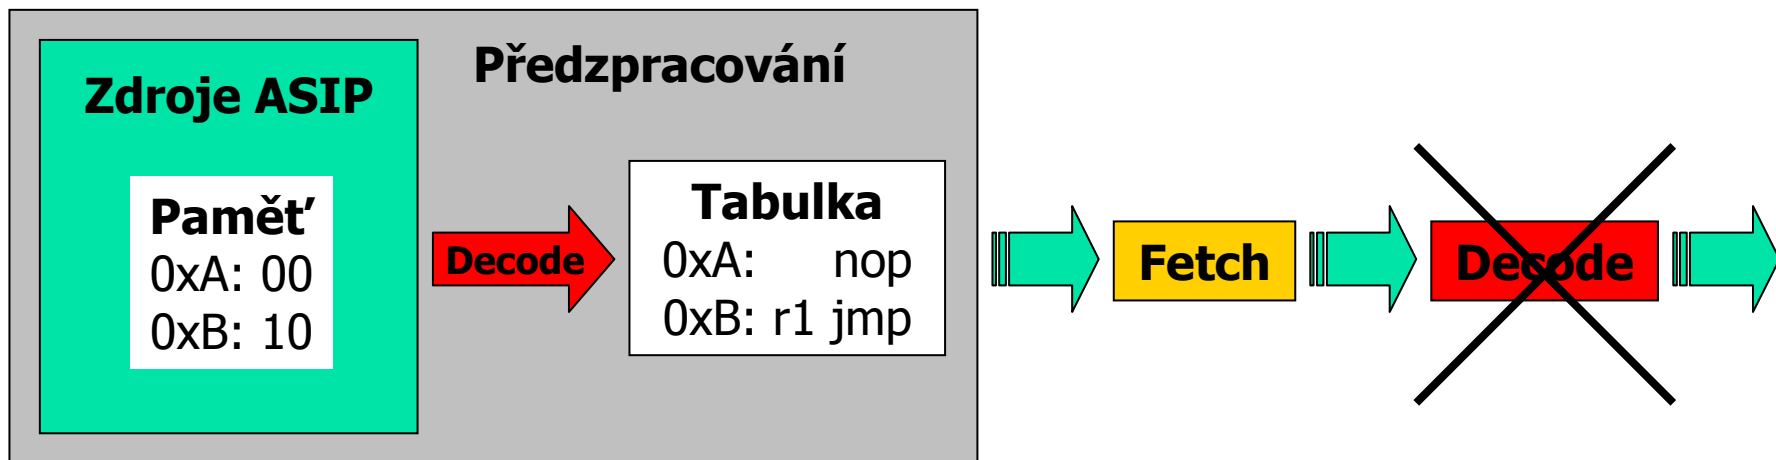 Předzpracování
Zdroje ASIP
Paměť
0xA: 00
0xB: 10
Decode
Tabulka
0xA: nop
0xB: r1 jmp
Fetch
Decode